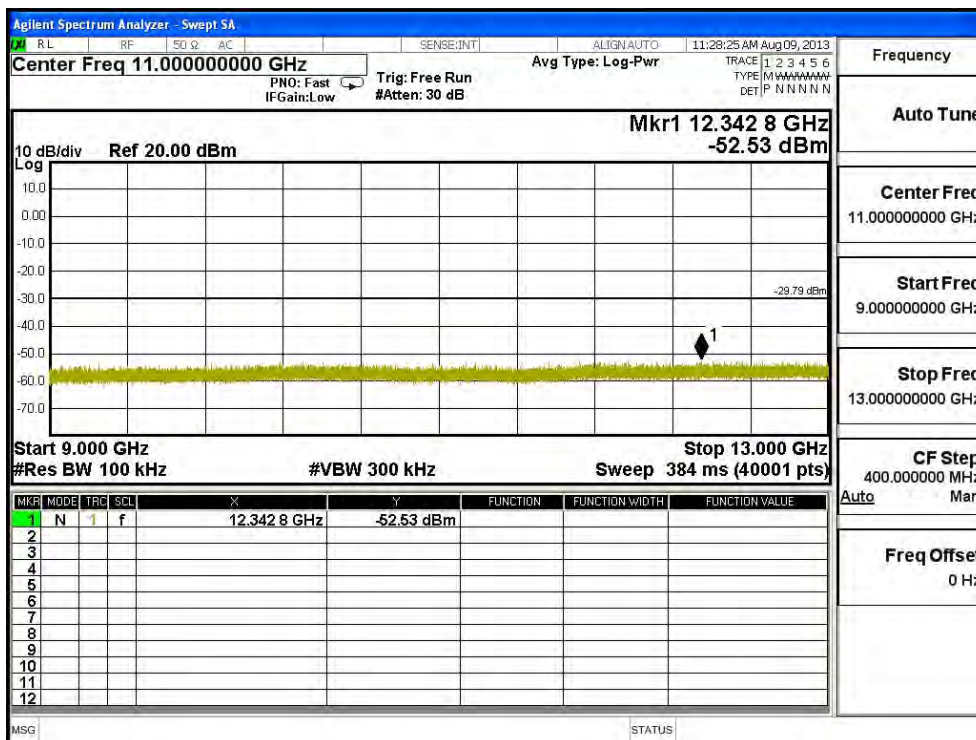 Agilent Spectrum Analyzer - Swept SA
LXI RL RF 50 Ω AC SENSE:INT ALIGN AUTO 11:28:25 AM Aug 09, 2013
Center Freq 11.000000000 GHz
PNO: Fast
IFGain:Low
Trig: Free Run
#Atten: 30 dB
Avg Type: Log-Pwr
TRACE 1 2 3 4 5 6
TYPE M WWWWW
DET P N N N N N
Mkr1 12.342 8 GHz
-52.53 dBm
10 dB/div Ref 20.00 dBm
Log
10.0
0.00
-10.0
-20.0
-30.0
-40.0
-50.0
-60.0
-70.0
-29.79 dBm
1
Start 9.000 GHz Stop 13.000 GHz
#Res BW 100 kHz #VBW 300 kHz Sweep 384 ms (40001 pts)
MKR MODE TRC SCL X Y FUNCTION FUNCTION WIDTH FUNCTION VALUE
1 N 1 f 12.342 8 GHz -52.53 dBm
2
3
4
5
6
7
8
9
10
11
12
MSG STATUS
Frequency
Auto Tune
Center Freq
11.000000000 GHz
Start Freq
9.000000000 GHz
Stop Freq
13.000000000 GHz
CF Step
400.000000 MHz
Auto Man
Freq Offset
0 Hz